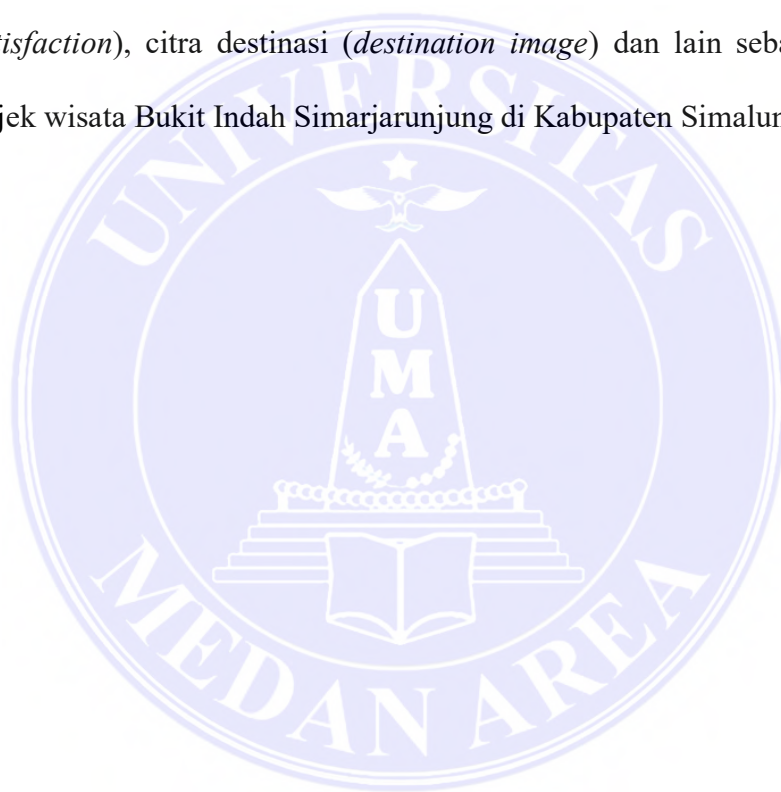 tisfaction), citra destinasi (destination image) dan lain seba
jek wisata Bukit Indah Simarjarunjung di Kabupaten Simalun
UNIVERSITAS
U
M
A
MEDAN AREA